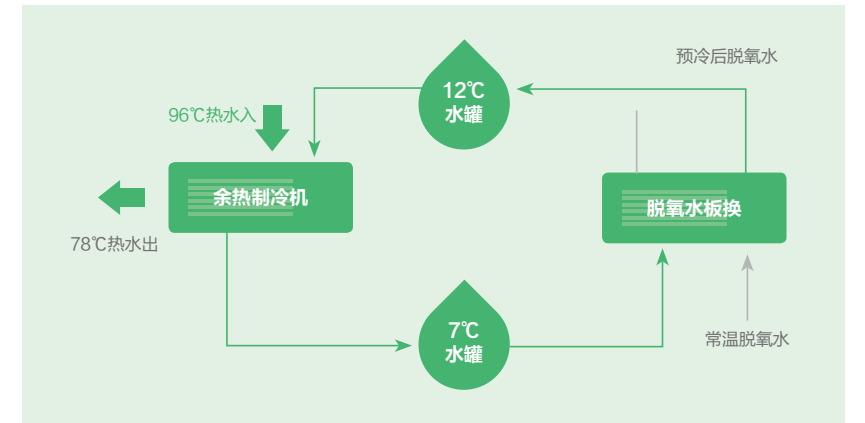 预冷后脱氧水
12℃
水罐
96℃热水入
余热制冷机
脱氧水板换
78℃热水出
7℃
水罐
常温脱氧水